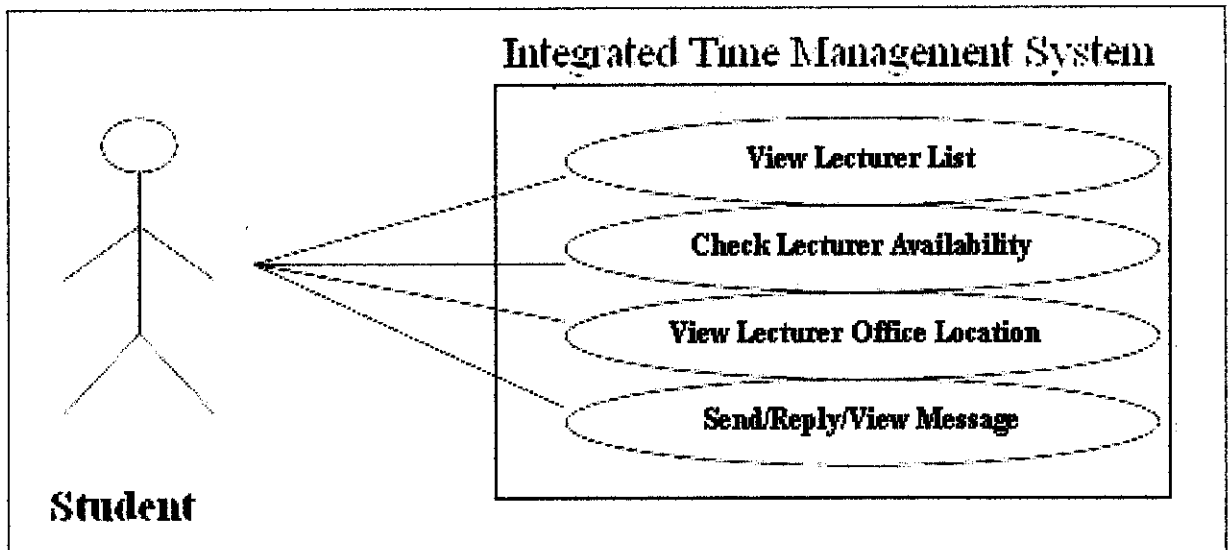 Integrated Time Management System
View Lecturer List
Check Lecturer Availability
View Lecturer Office Location
Send/Reply/View Message
Student